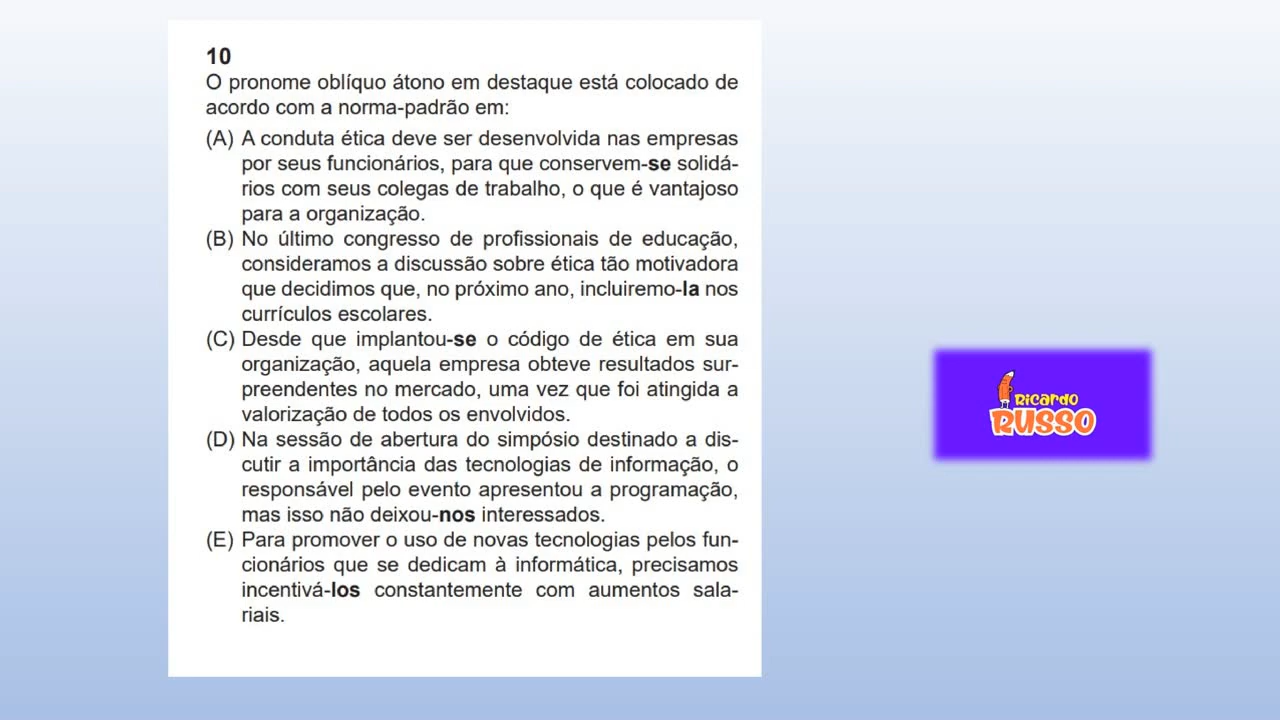 10
O pronome oblíquo átono em destaque está colocado de
acordo com a norma-padrão em:
(A) A conduta ética deve ser desenvolvida nas empresas
por seus funcionários, para que conservem-se solidá-
rios com seus colegas de trabalho, o que é vantajoso
para a organização.
(B) No último congresso de profissionais de educação,
consideramos a discussão sobre ética tão motivadora
que decidimos que, no próximo ano, incluiremo-la nos
currículos escolares.
(C) Desde que implantou-se o código de ética em sua
organização, aquela empresa obteve resultados sur-
preendentes no mercado, uma vez que foi atingida a
valorização de todos os envolvidos.
(D) Na sessão de abertura do simpósio destinado a dis-
cutir a importância das tecnologias de informação, o
responsável pelo evento apresentou a programação,
mas isso não deixou-nos interessados.
(E) Para promover o uso de novas tecnologias pelos fun-
cionários que se dedicam à informática, precisamos
incentivá-los constantemente com aumentos sala-
riais.
Ricardo
RUSSO